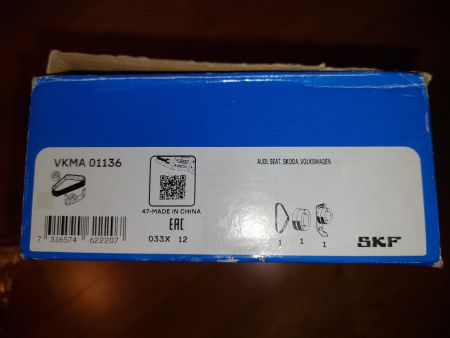 VKMA 01136
AUDI, SEAT, SKODA, VOLKSWAGEN
47-MADE IN CHINA
EAC
7 316574 622207
033X 12
1 1 1
SKF